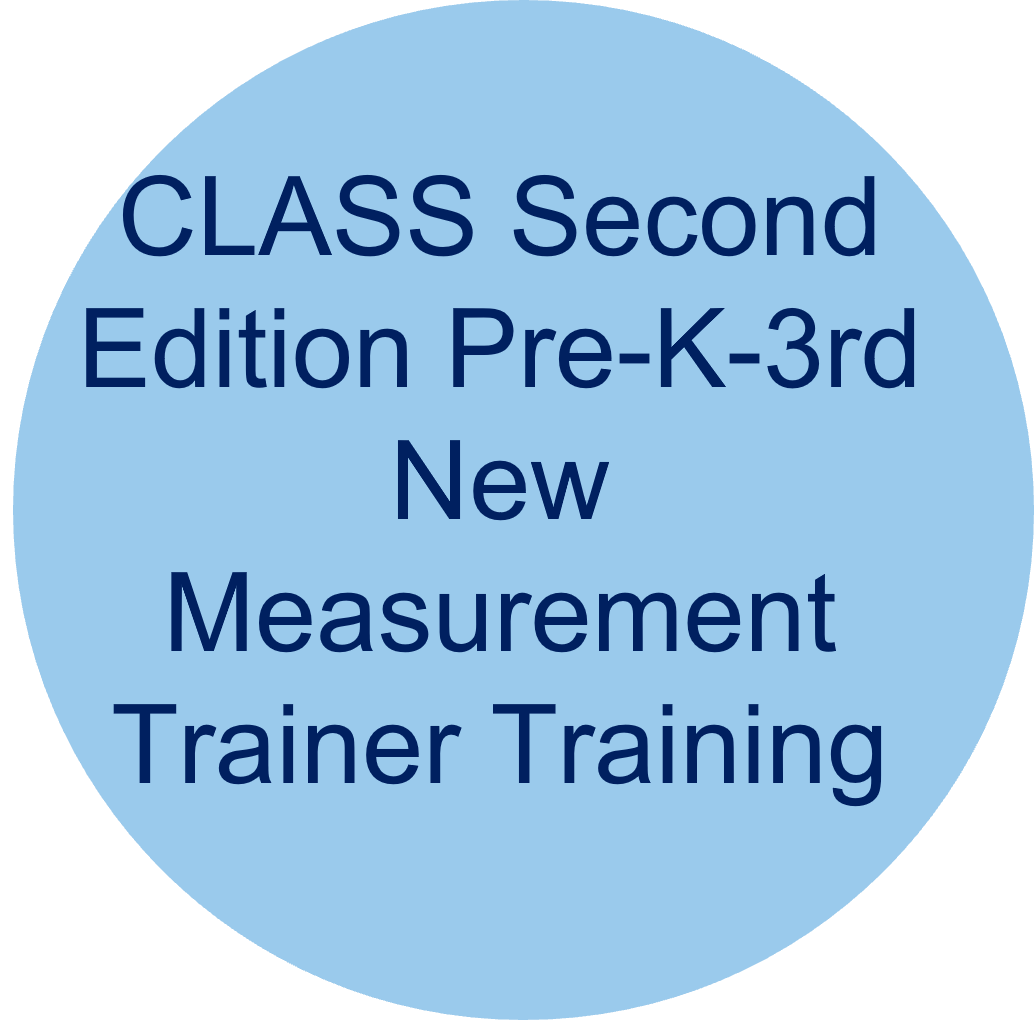 CLASS Second
Edition Pre-K-3rd
New
Measurement
Trainer Training